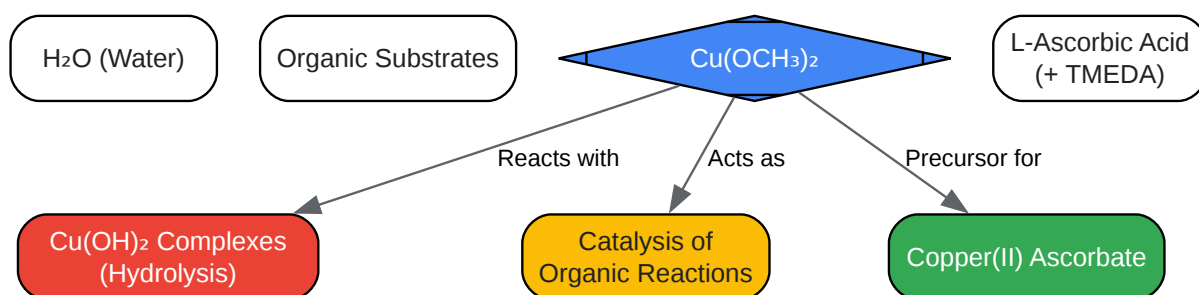 H₂O (Water)
Organic Substrates
Cu(OCH₃)₂
L-Ascorbic Acid
(+ TMEDA)
Reacts with
Acts as
Precursor for
Cu(OH)₂ Complexes
(Hydrolysis)
Catalysis of
Organic Reactions
Copper(II) Ascorbate